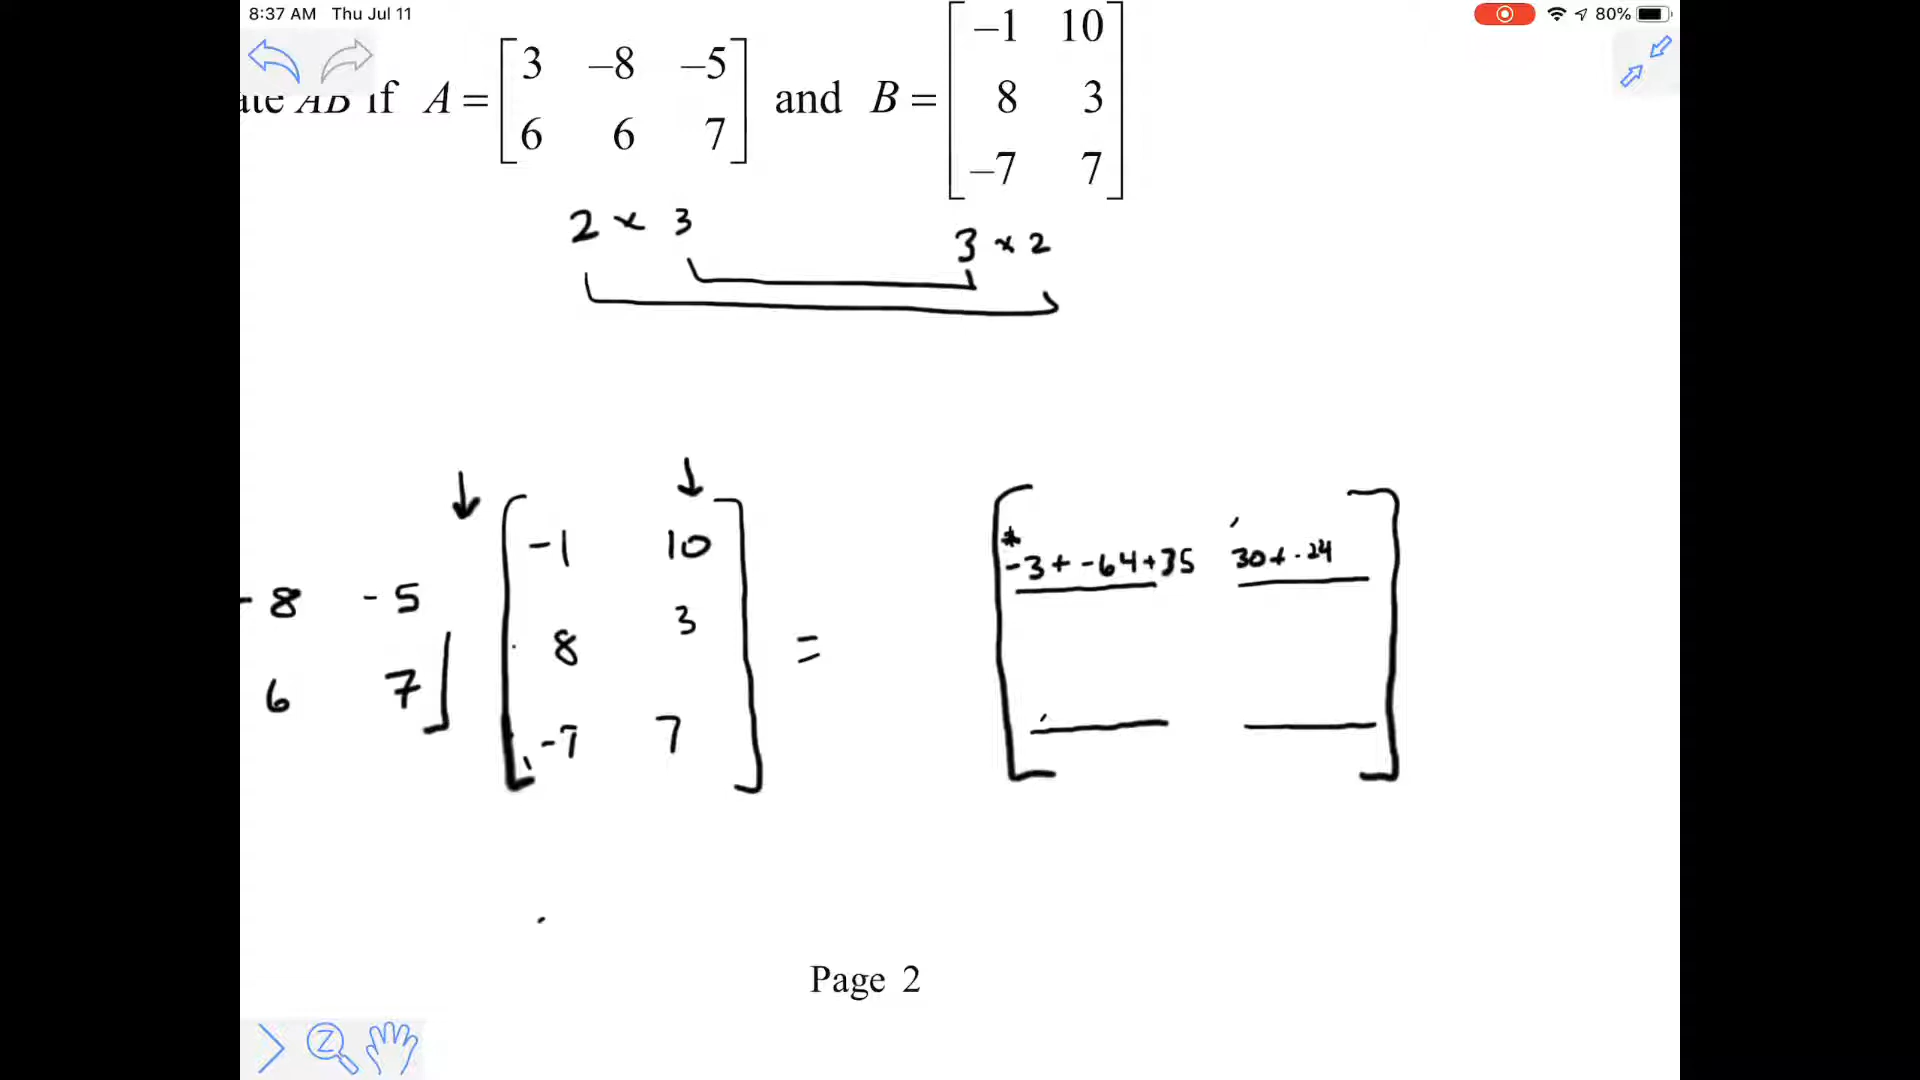 8:37 AM Thu Jul 11 80%
ate AB if A = [3 –8 –5 and B = [–1 10
6 6 7] 8 3
–7 7]
2 x 3 3 x 2
-1 10 * -3 + -64 +35 30 + -24
-8 -5 8 3 =
6 7 -7 7
Page 2
Z